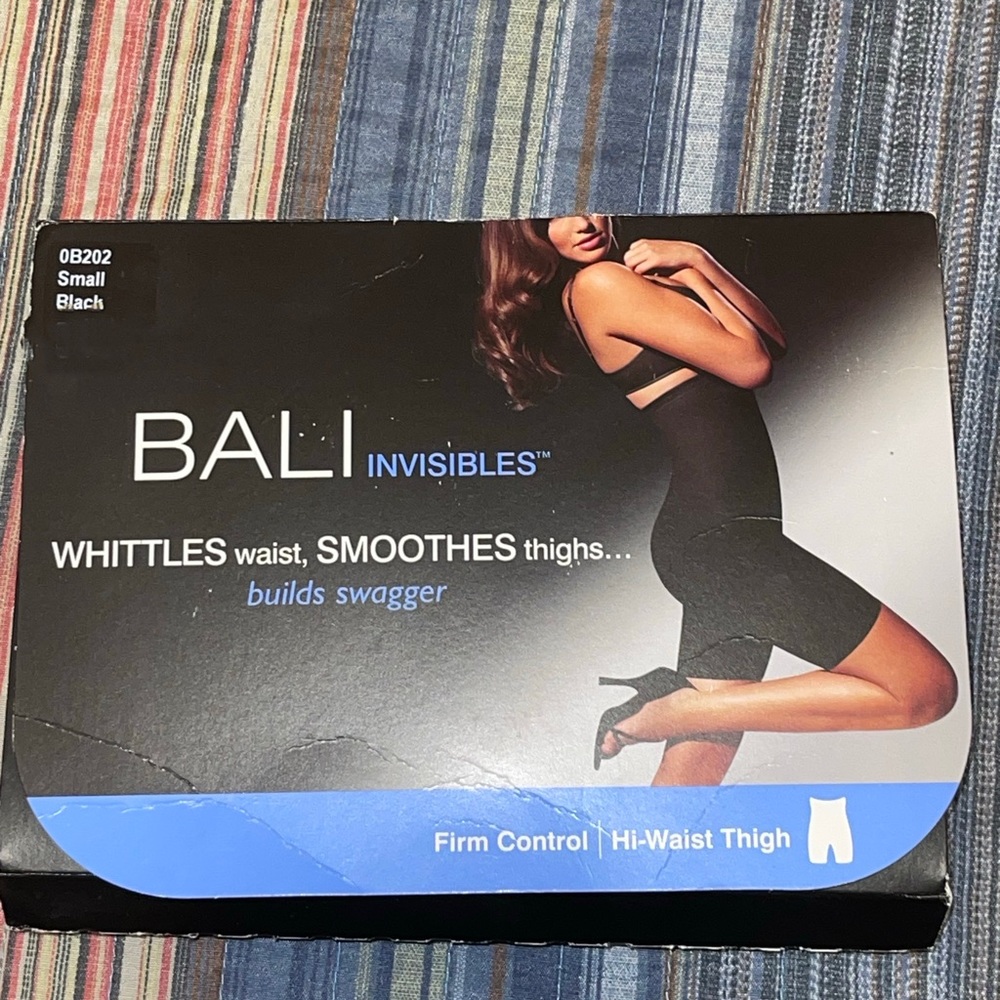 0B202
Small
Black
BALI INVISIBLES™
WHITTLES waist, SMOOTHES thighs...
builds swagger
Firm Control | Hi-Waist Thigh